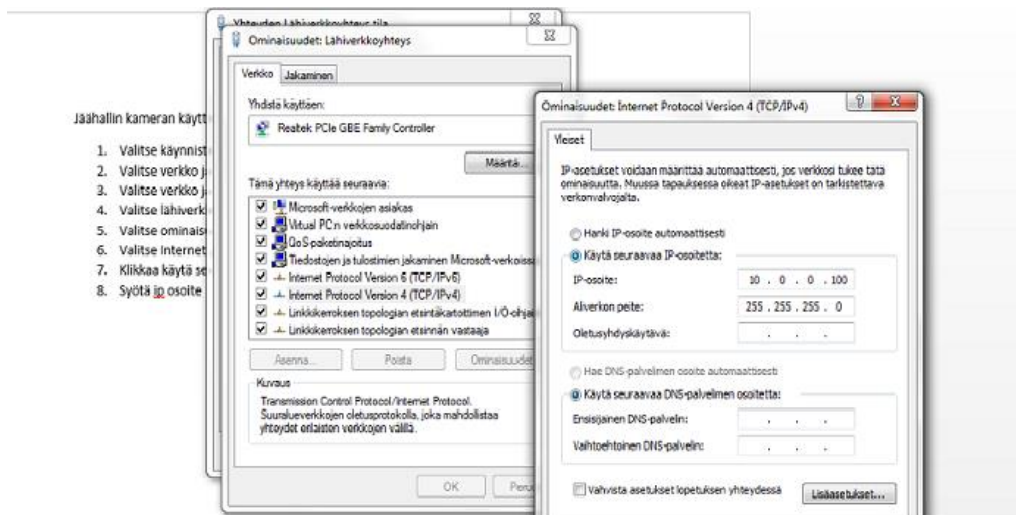 Yhteyden Lähiverkkoyhteys tila
Ominaisuudet: Lähiverkkoyhteys
Verkko
Jakaminen
Yhdistä käyttäen:
Realtek PCIe GBE Family Controller
Määritä...
Tämä yhteys käyttää seuraavia:
Microsoft-verkkojen asiakas
Virtual PC:n verkkosuodatinohjain
QoS-paketinajoitus
Tiedostojen ja tulostimien jakaminen Microsoft-verkoissa
Internet Protocol Version 6 (TCP/IPv6)
Internet Protocol Version 4 (TCP/IPv4)
Linkkikerroksen topologian etsintäkartoittimen I/O-ohjai
Linkkikerroksen topologian etsinnän vastaaja
Asenna...
Poista
Ominaisuudet
Kuvaus
Transmission Control Protocol/Internet Protocol.
Suuralueverkkojen oletusprotokolla, joka mahdollistaa
yhteydet erilaisten verkkojen välillä.
OK
Peru
Jäähallin kameran käytt
1. Valitse käynnist
2. Valitse verkko j
3. Valitse verkko j
4. Valitse lähiverk
5. Valitse ominais
6. Valitse Internet
7. Klikkaa käytä se
8. Syötä ip osoite
Ominaisuudet: Internet Protocol Version 4 (TCP/IPv4)
Yleiset
IP-asetukset voidaan määrittää automaattisesti, jos verkkosi tukee tätä
ominaisuutta. Muussa tapauksessa oikeat IP-asetukset on tarkistettava
verkonvalvojalta.
Hanki IP-osoite automaattisesti
Käytä seuraavaa IP-osoitetta:
IP-osoite: 10 . 0 . 0 . 100
Aliverkon peite: 255 . 255 . 255 . 0
Oletusyhdyskäytävä: . . .
Hae DNS-palvelimen osoite automaattisesti
Käytä seuraavaa DNS-palvelimen osoitetta:
Ensisijainen DNS-palvelin: . . .
Vaihtoehtoinen DNS-palvelin: . . .
Vahvista asetukset lopetuksen yhteydessä
Lisäasetukset...